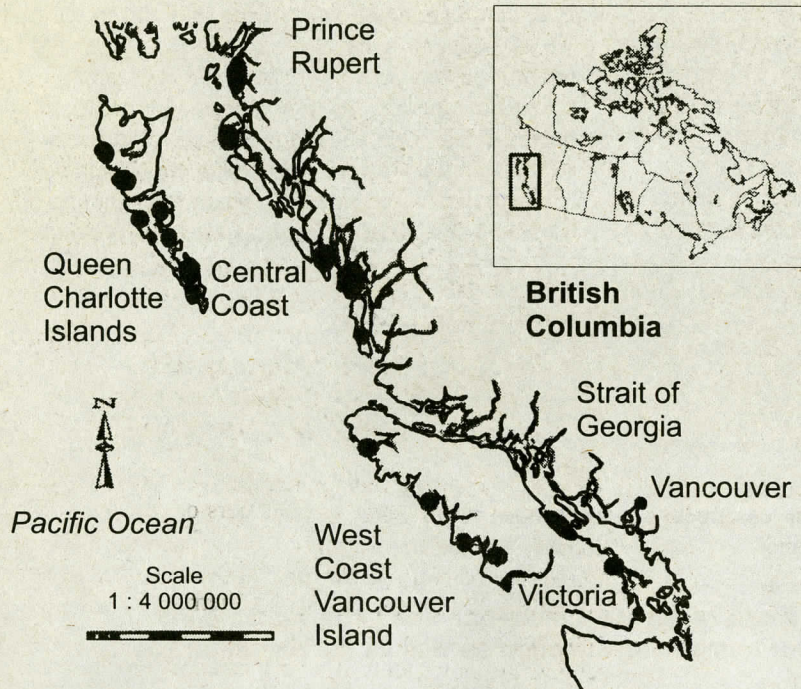 Prince
Rupert
Queen
Charlotte
Islands
Central
Coast
British
Columbia
Strait of
Georgia
N
Vancouver
Pacific Ocean
West
Coast
Vancouver
Island
Victoria
Scale
1 : 4 000 000